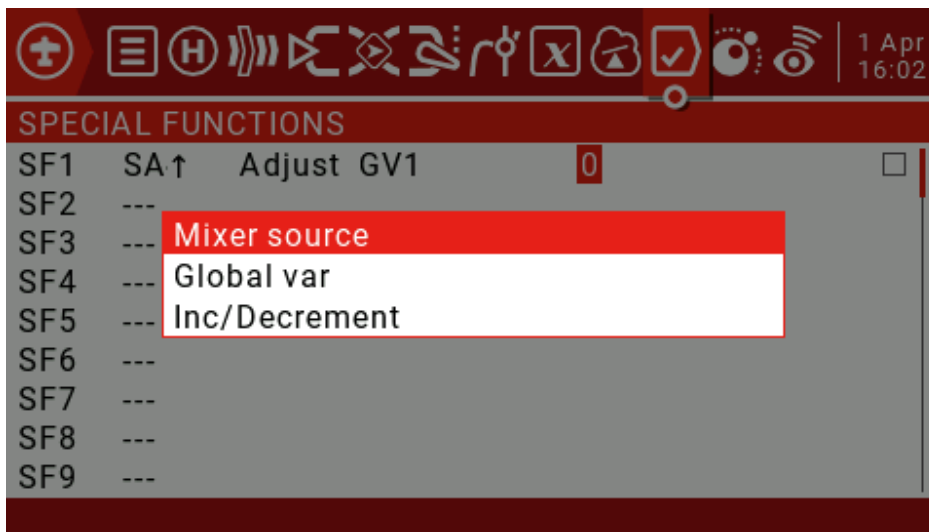 1 Apr
16:02
SPECIAL FUNCTIONS
SF1 SA↑ Adjust GV1 0
SF2 ---
Mixer source
SF3 ---
Global var
SF4 ---
Inc/Decrement
SF5 ---
SF6 ---
SF7 ---
SF8 ---
SF9 ---